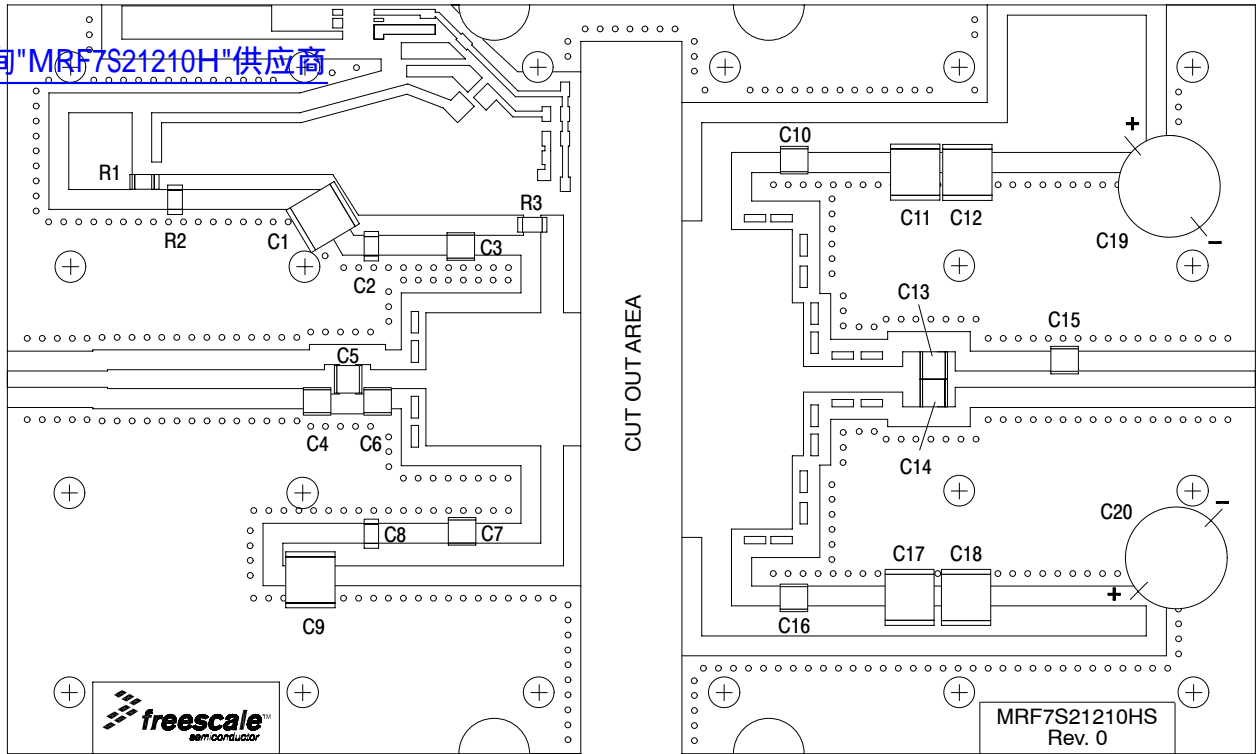 询"MRF7S21210H"供应商
C10
+
R1
C11
C12
R3
R2
C1
C3
C19
-
C2
C13
C15
C5
CUT OUT AREA
C4
C6
C14
C20
-
C8
C7
C17
C18
+
C9
C16
freescale™
semiconductor
MRF7S21210HS
Rev. 0